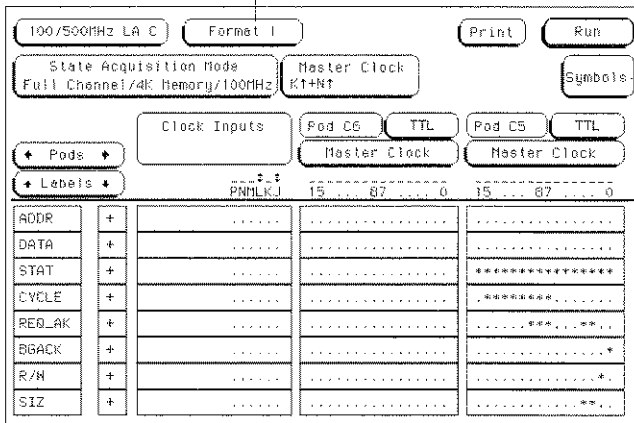 100/500MHz LA C Format 1 Print Run
State Acquisition Mode Master Clock
Full Channel/4K Memory/100MHz K↑+N↑ Symbols
Clock Inputs Pod C6 TTL Pod C5 TTL
← Pods → Master Clock Master Clock
← Labels →
PNMLKJ 15 ... 87 .... 0 15 ... 87 .... 0
ADDR + ...... ................ ................
DATA + ...... ................ ................
STAT + ...... ................ ****************
CYCLE + ...... ................ .********.......
REQ_AK + ...... ................ ......***...**..
BGACK + ...... ................ ...............*
R/W + ...... ................ ..............*.
SIZ + ...... ................ ............**..